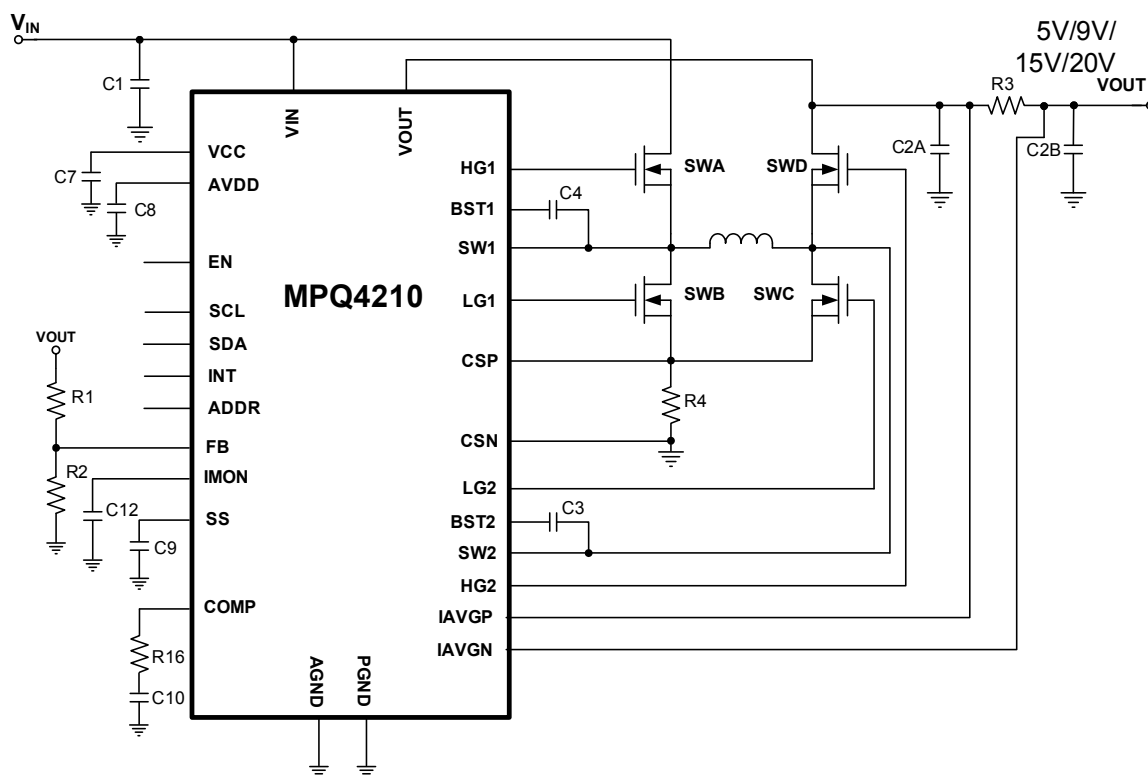 VIN
5V/9V/
15V/20V
VOUT
C1
R3
VIN
VOUT
C2A
C2B
VCC
C7
AVDD
C8
HG1
SWA
SWD
C4
BST1
SW1
EN
MPQ4210
LG1
SWB
SWC
SCL
VOUT
SDA
CSP
INT
R1
ADDR
R4
FB
CSN
R2
IMON
LG2
C12
SS
C3
BST2
C9
SW2
HG2
COMP
IAVGP
R16
IAVGN
C10
AGND
PGND